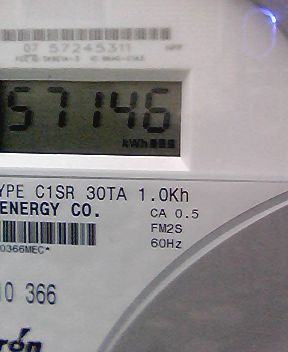 07 57245311
57146
kWh
YPE C1SR 30TA 1.0Kh
ENERGY CO.
CA 0.5
FM2S
60Hz
0366MEC*
10 366
rón